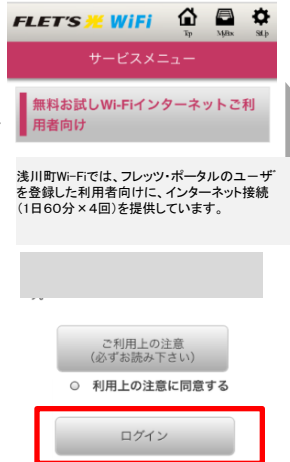 FLET'S 光 WiFi
Top
MyBox
SetUp
サービスメニュー
無料お試しWi-Fiインターネットご利
用者向け
浅川町Wi-Fiでは、フレッツ・ポータルのユーザ
を登録した利用者向けに、インターネット接続
(1日60分×4回)を提供しています。
ご利用上の注意
(必ずお読み下さい)
利用上の注意に同意する
ログイン